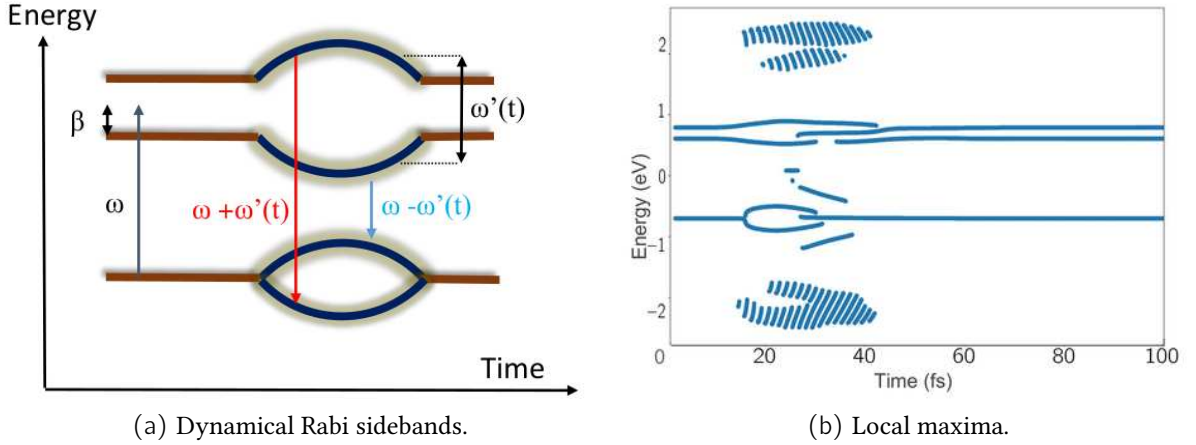 Energy
β
ω
ω +ω’(t)
ω -ω’(t)
ω’(t)
Time
(a) Dynamical Rabi sidebands.
Energy (eV)
2
1
0
−1
−2
0
20
40
60
80
100
Time (fs)
(b) Local maxima.